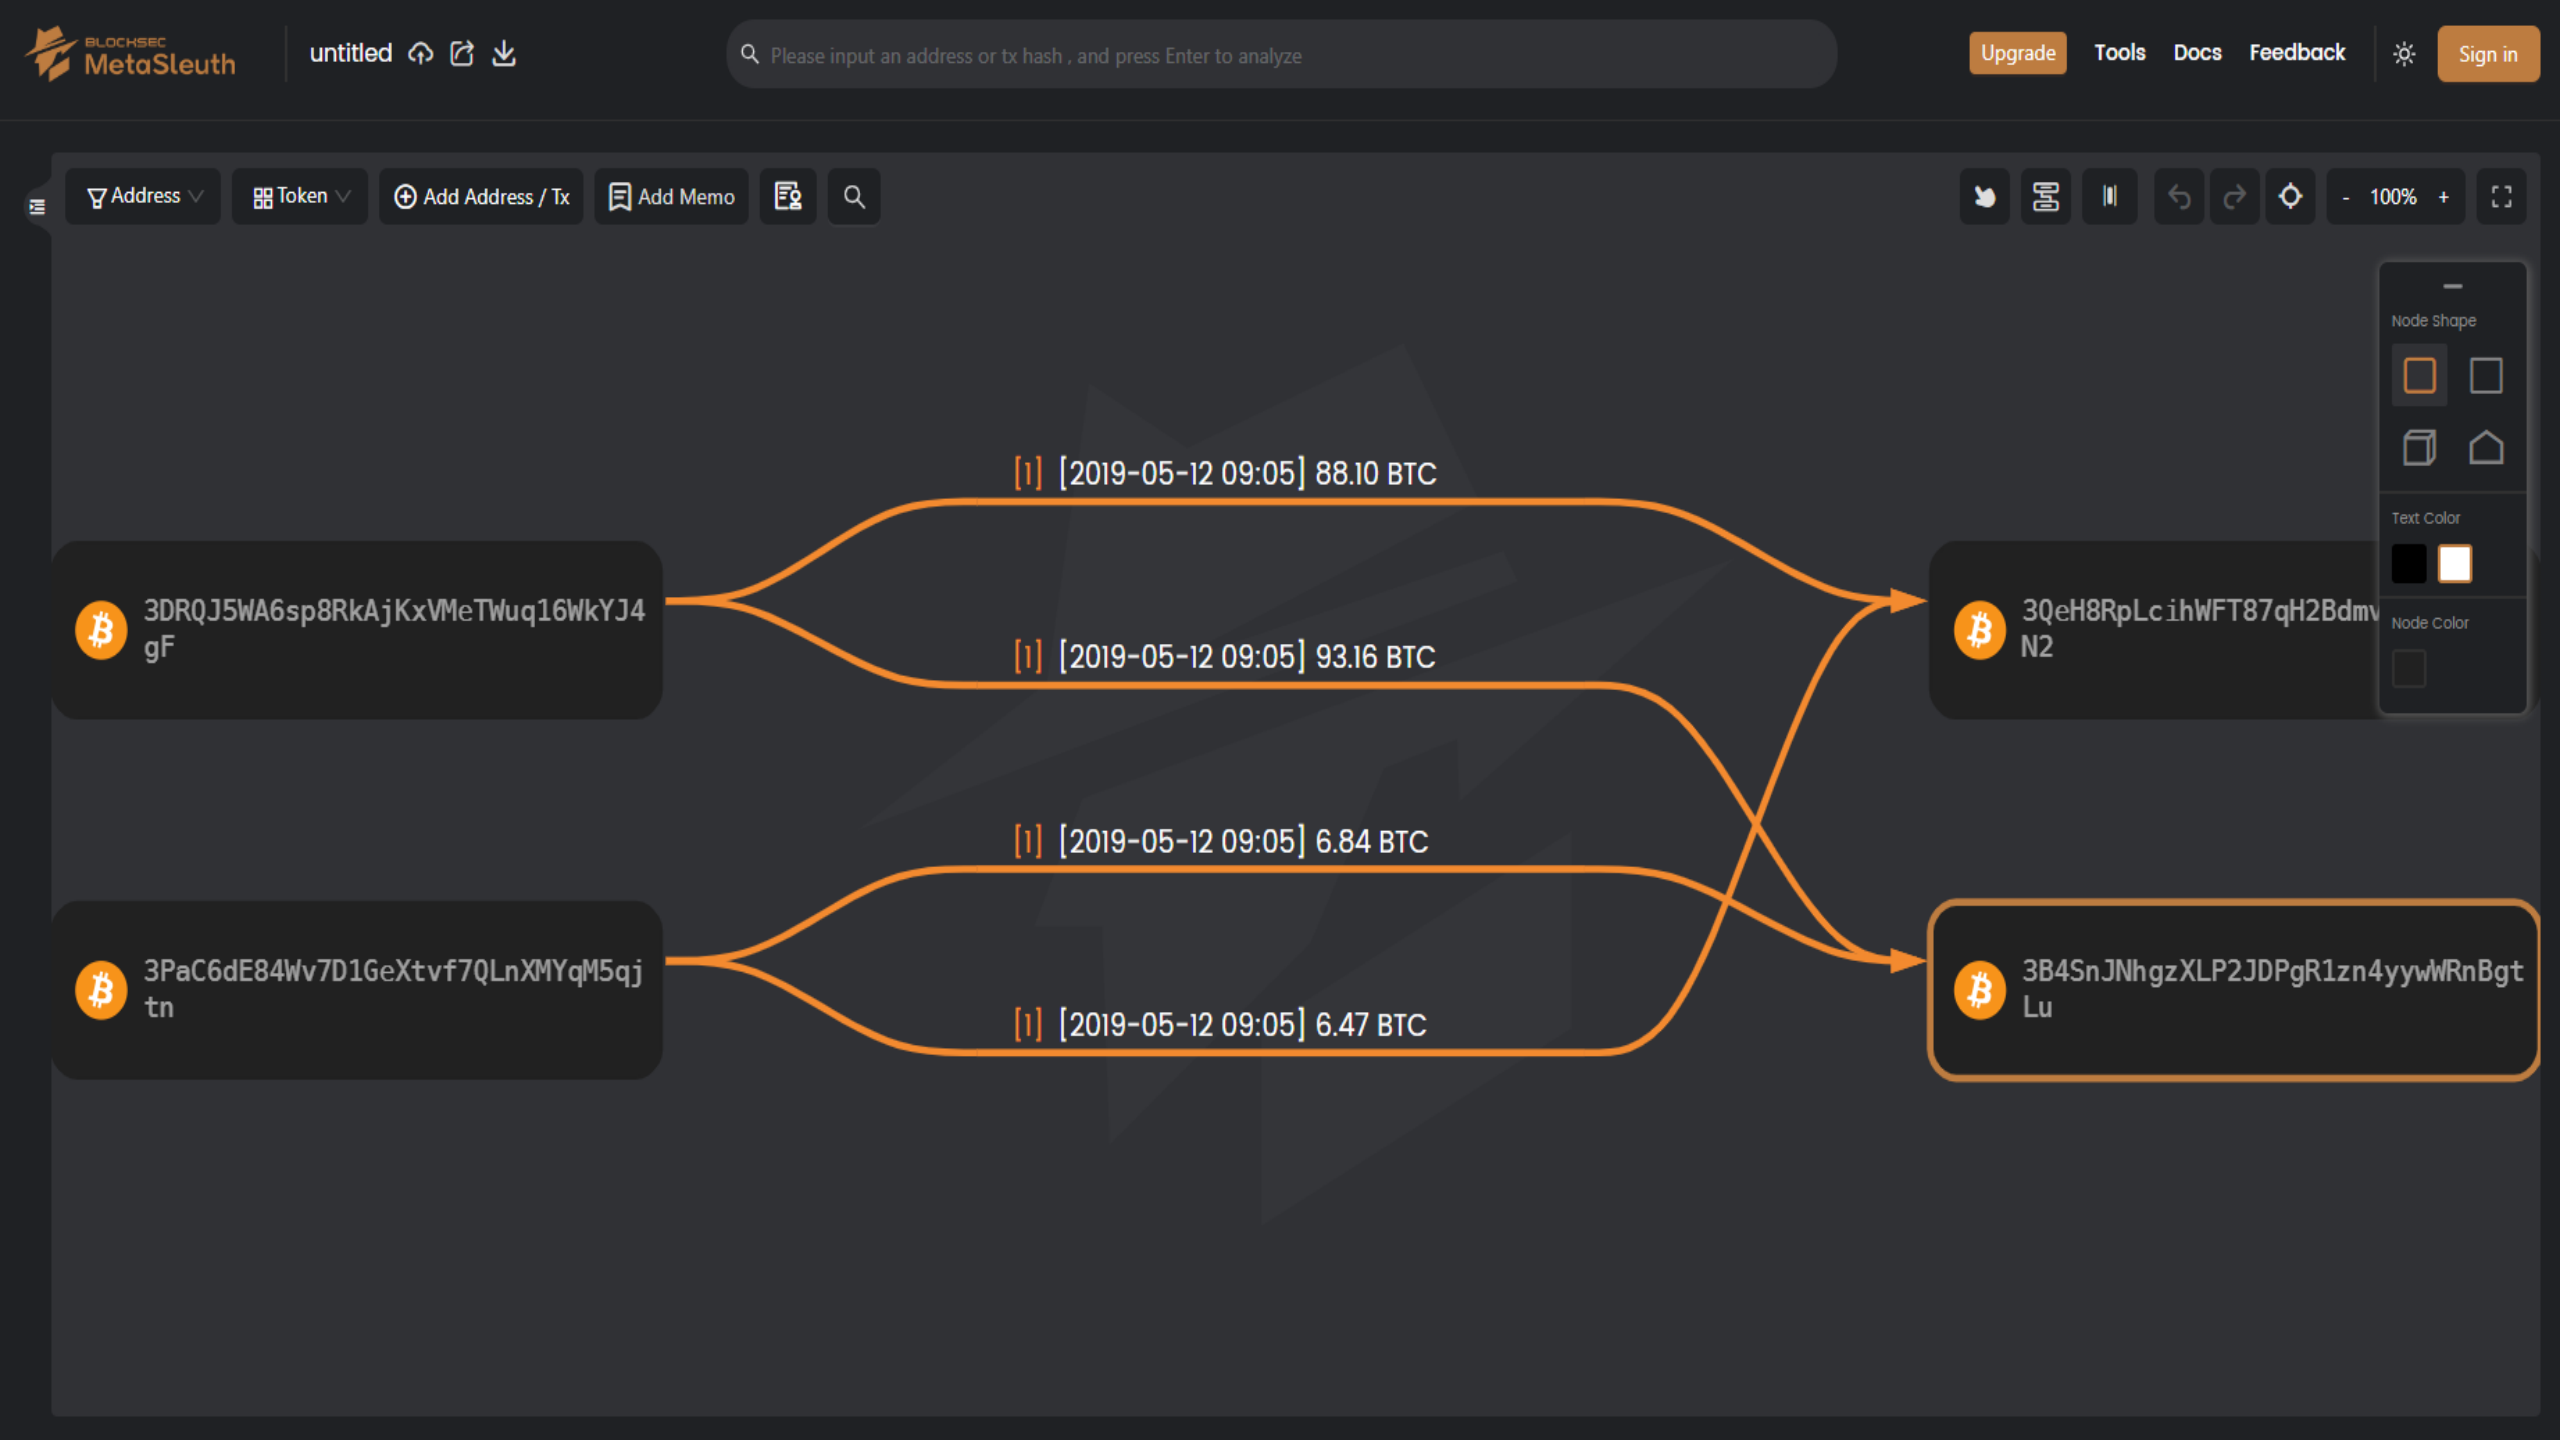 BLOCKSEC
MetaSleuth
untitled
Please input an address or tx hash , and press Enter to analyze
Upgrade
Tools
Docs
Feedback
Sign in
Address
Token
Add Address / Tx
Add Memo
- 100% +
Node Shape
Text Color
Node Color
[1] [2019-05-12 09:05] 88.10 BTC
3DRQJ5WA6sp8RkAjKxVMeTWuq16WkYJ4
gF
3QeH8RpLcihWFT87qH2Bdmv
N2
[1] [2019-05-12 09:05] 93.16 BTC
[1] [2019-05-12 09:05] 6.84 BTC
3PaC6dE84Wv7D1GeXtvf7QLnXMYqM5qj
tn
3B4SnJNhgzXLP2JDPgR1zn4yywWRnBgt
Lu
[1] [2019-05-12 09:05] 6.47 BTC